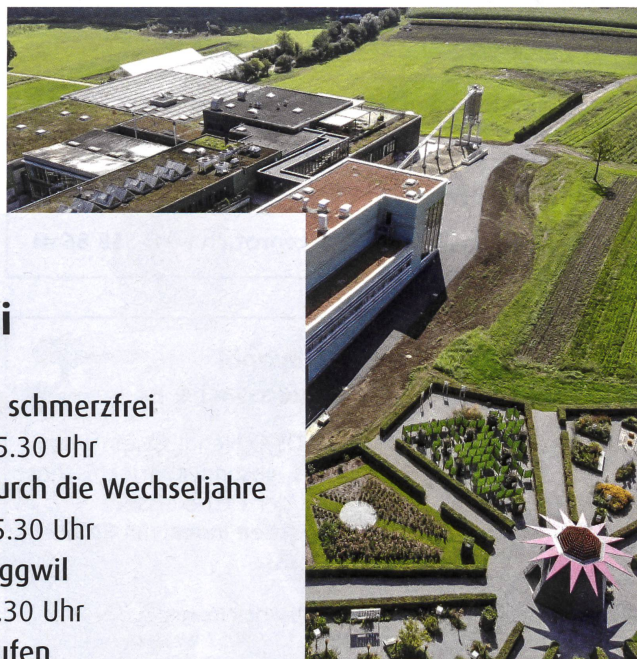 i
schmerzfrei
5.30 Uhr
urch die Wechseljahre
5.30 Uhr
ggwil
.30 Uhr
ufen